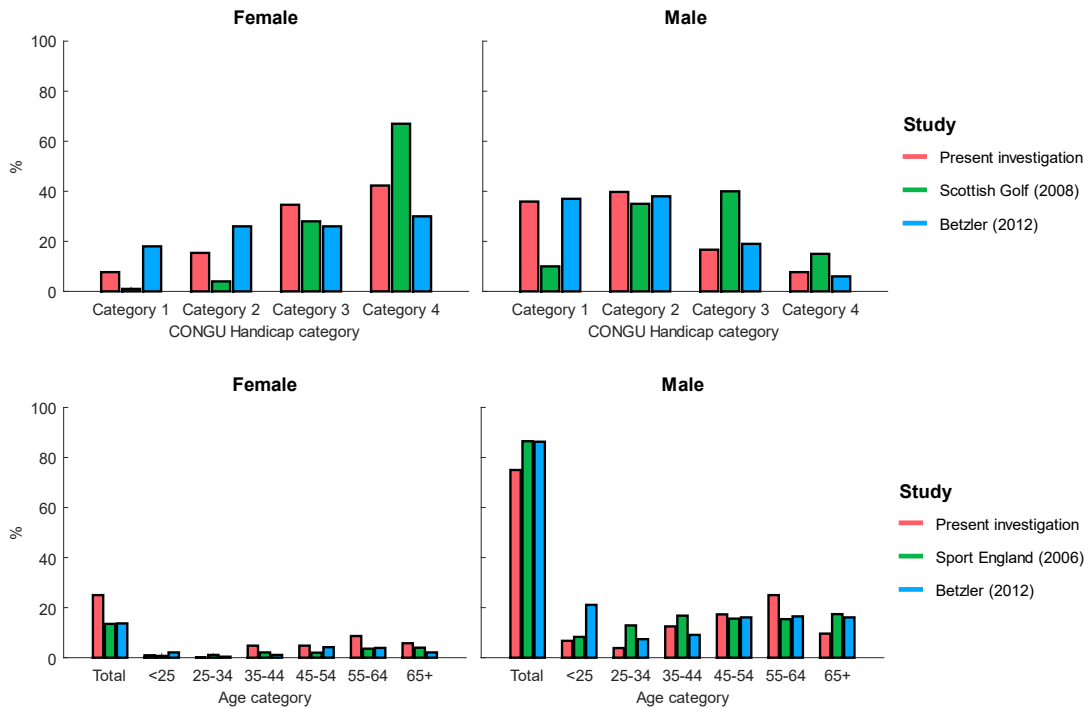 Female
Male
100
80
60
40
20
0
%
Category 1 Category 2 Category 3 Category 4
CONGU Handicap category
Category 1 Category 2 Category 3 Category 4
CONGU Handicap category
Study
Present investigation
Scottish Golf (2008)
Betzler (2012)
Female
Male
100
80
60
40
20
0
%
Total <25 25-34 35-44 45-54 55-64 65+
Age category
Total <25 25-34 35-44 45-54 55-64 65+
Age category
Study
Present investigation
Sport England (2006)
Betzler (2012)